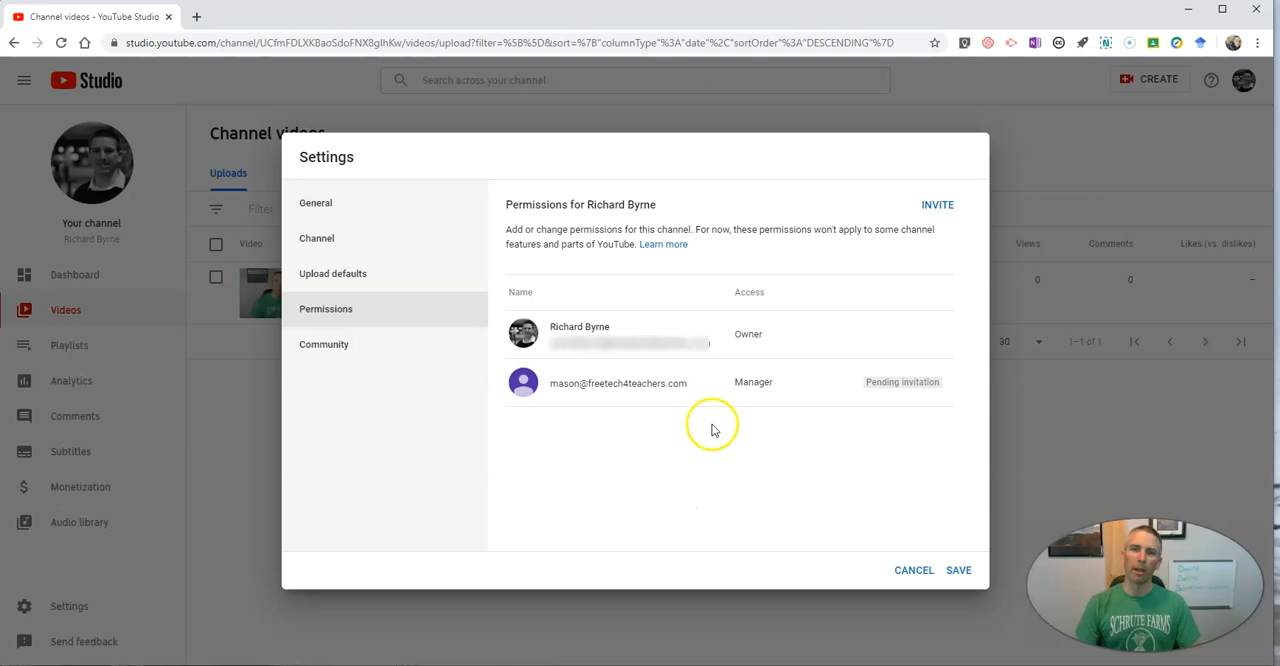 Channel videos - YouTube Studio
studio.youtube.com/channel/UCfmFDLXKBaoSdoFNX8gIhKw/videos/upload?filter=%5B%5D&sort=%7B"columnType"%3A"date"%2C"sortOrder"%3A"DESCENDING"%7D
Studio
Search across your channel
CREATE
Channel videos
Uploads
Filter
Video
Views
Comments
Likes (vs. dislikes)
0
0
–
30
1–1 of 1
Your channel
Richard Byrne
Dashboard
Videos
Playlists
Analytics
Comments
Subtitles
Monetization
Audio library
Settings
Send feedback
Settings
General
Channel
Upload defaults
Permissions
Community
Permissions for Richard Byrne
INVITE
Add or change permissions for this channel. For now, these permissions won't apply to some channel
features and parts of YouTube. Learn more
Name
Access
Richard Byrne
Owner
mason@freetech4teachers.com
Manager
Pending invitation
CANCEL
SAVE
SCHRUTE FARMS